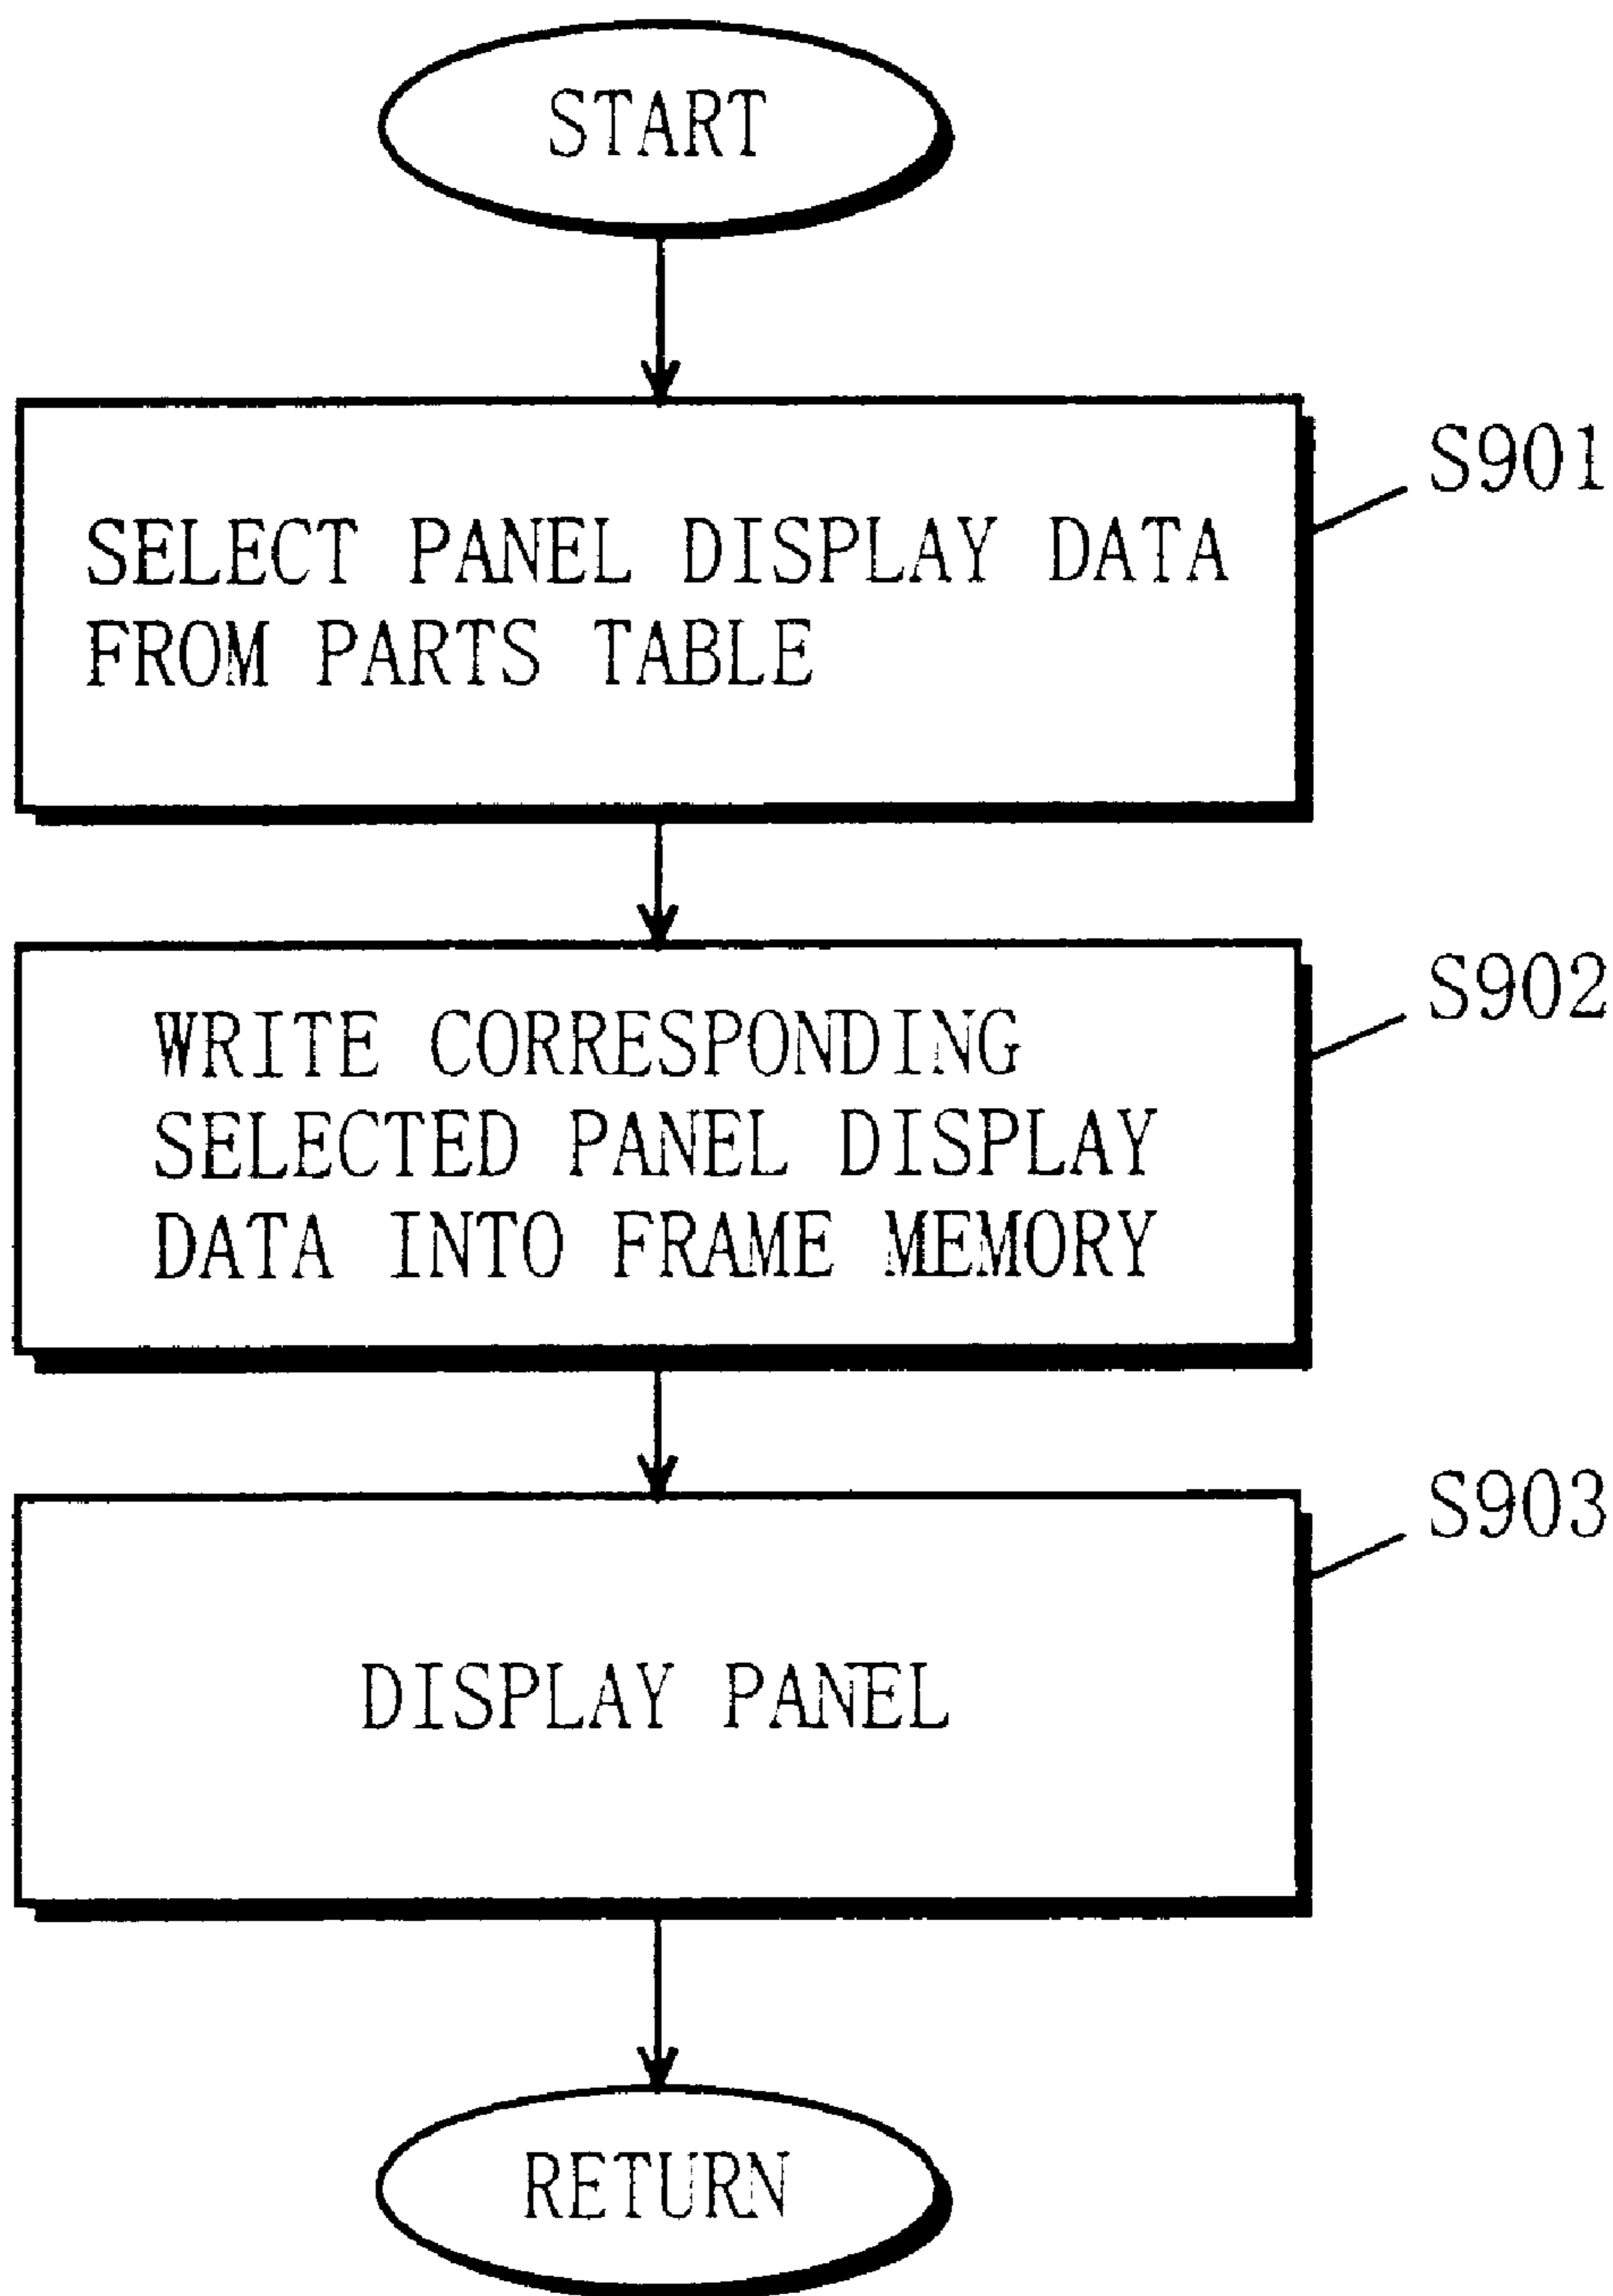 START
S901
SELECT PANEL DISPLAY DATA
FROM PARTS TABLE
S902
WRITE CORRESPONDING
SELECTED PANEL DISPLAY
DATA INTO FRAME MEMORY
S903
DISPLAY PANEL
RETURN